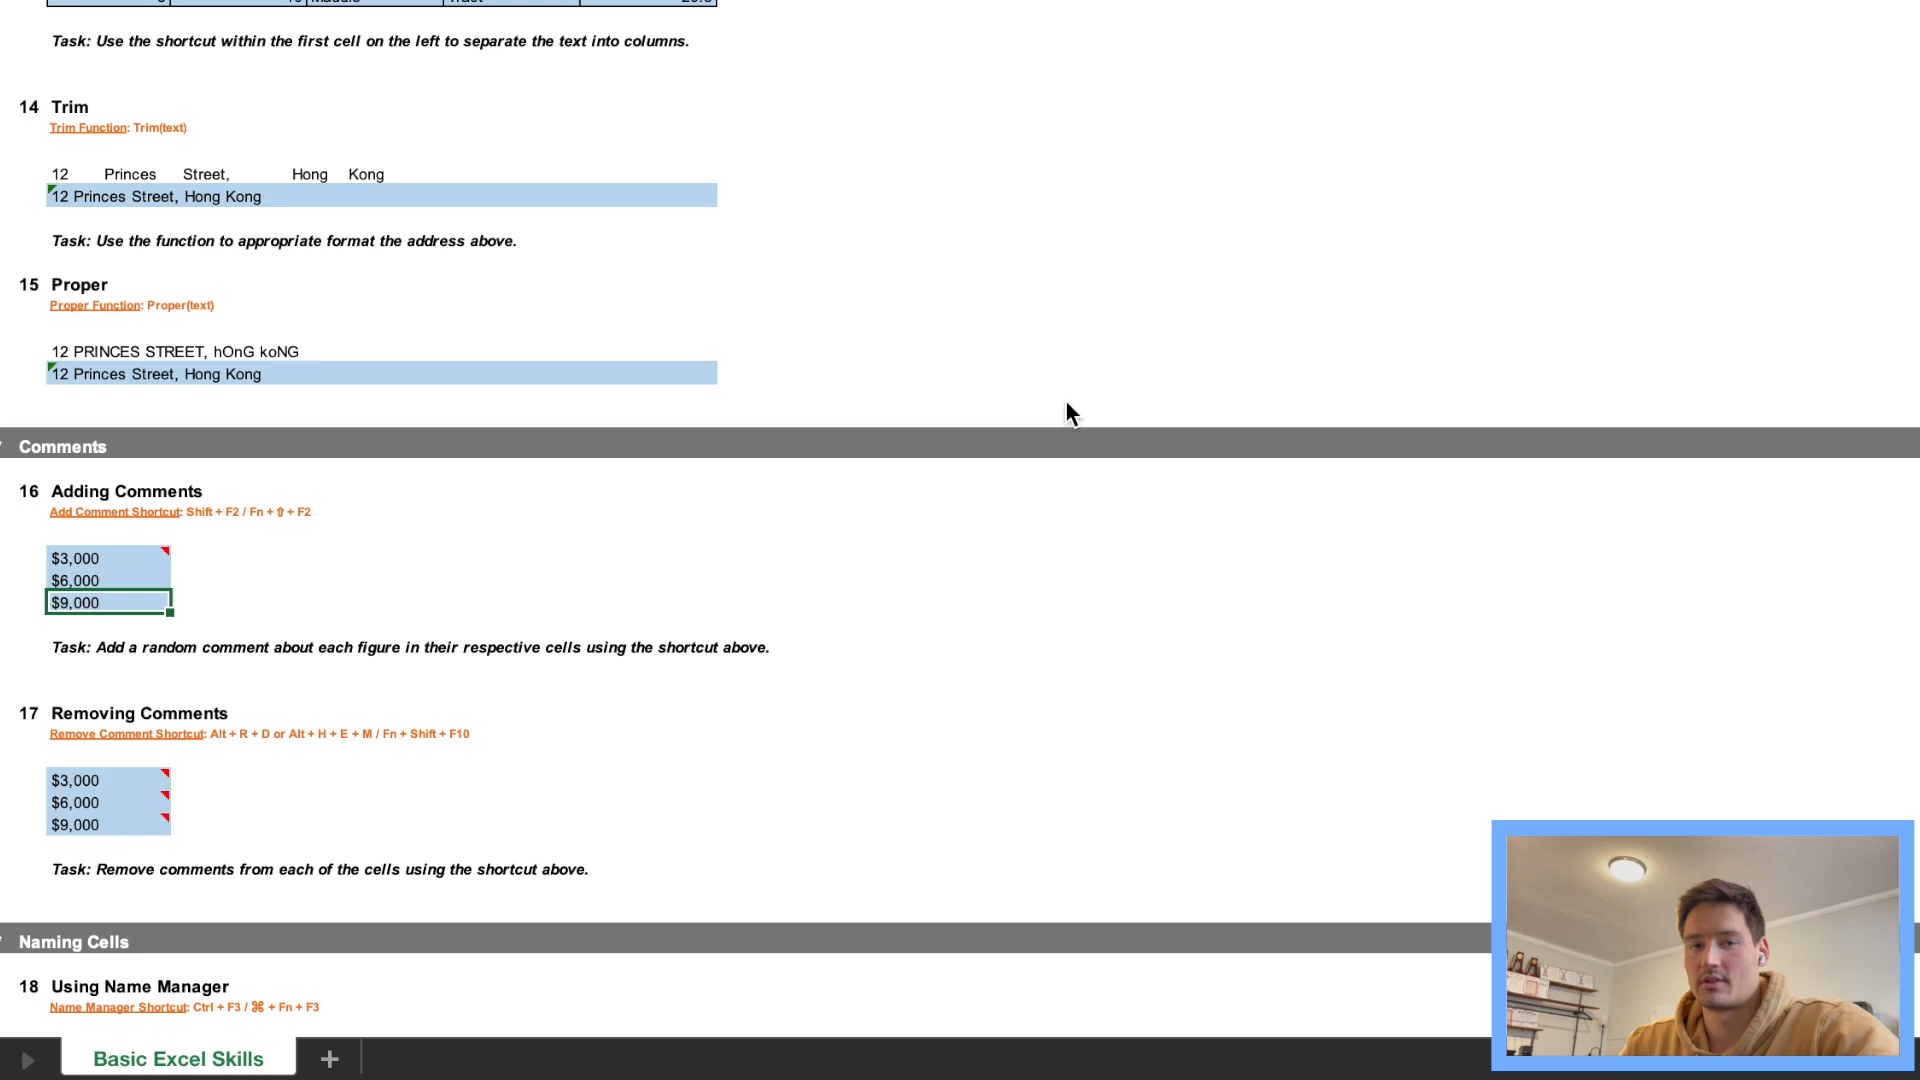 Task: Use the shortcut within the first cell on the left to separate the text into columns.
14 Trim
Trim Function: Trim(text)
12 Princes Street, Hong Kong
12 Princes Street, Hong Kong
Task: Use the function to appropriate format the address above.
15 Proper
Proper Function: Proper(text)
12 PRINCES STREET, hOnG koNG
12 Princes Street, Hong Kong
Comments
16 Adding Comments
Add Comment Shortcut: Shift + F2 / Fn + ⇧ + F2
$3,000
$6,000
$9,000
Task: Add a random comment about each figure in their respective cells using the shortcut above.
17 Removing Comments
Remove Comment Shortcut: Alt + R + D or Alt + H + E + M / Fn + Shift + F10
$3,000
$6,000
$9,000
Task: Remove comments from each of the cells using the shortcut above.
Naming Cells
18 Using Name Manager
Name Manager Shortcut: Ctrl + F3 / ⌘ + Fn + F3
Basic Excel Skills